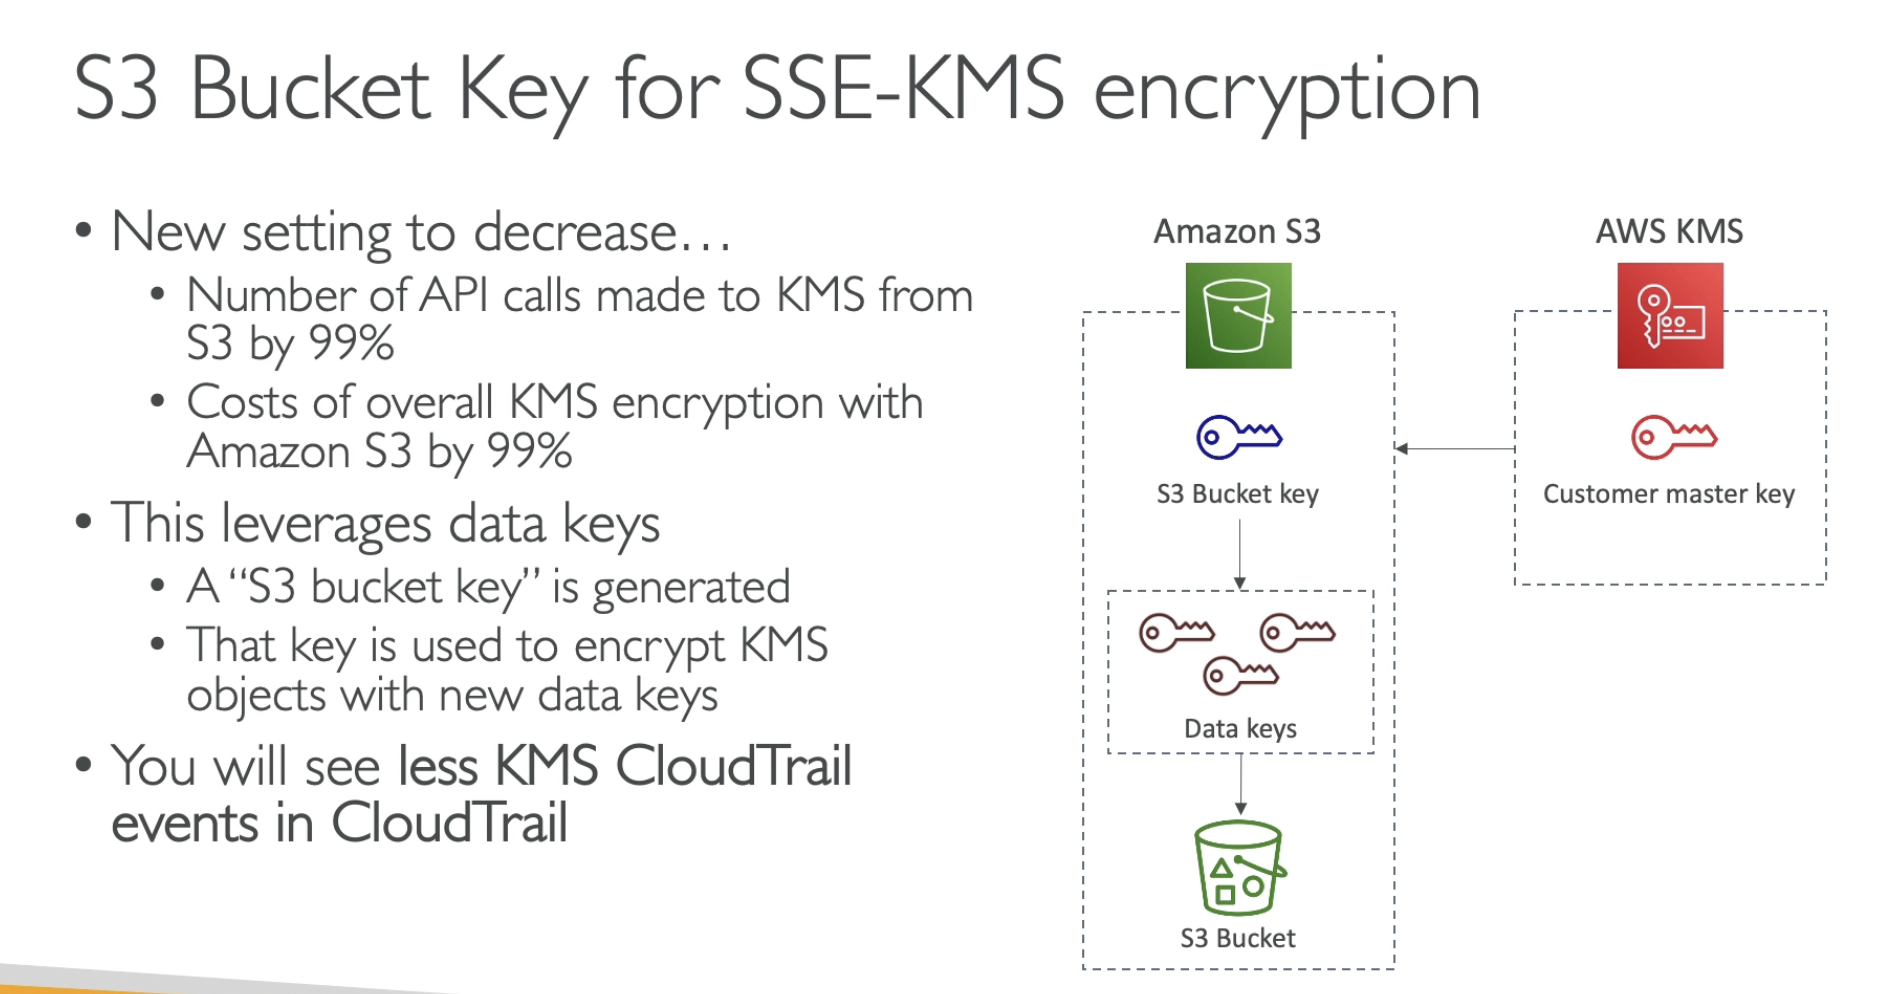 S3 Bucket Key for SSE-KMS encryption
• New setting to decrease…
• Number of API calls made to KMS from
S3 by 99%
• Costs of overall KMS encryption with
Amazon S3 by 99%
• This leverages data keys
• A “S3 bucket key” is generated
• That key is used to encrypt KMS
objects with new data keys
• You will see less KMS CloudTrail
events in CloudTrail
Amazon S3
AWS KMS
S3 Bucket key
Customer master key
Data keys
S3 Bucket